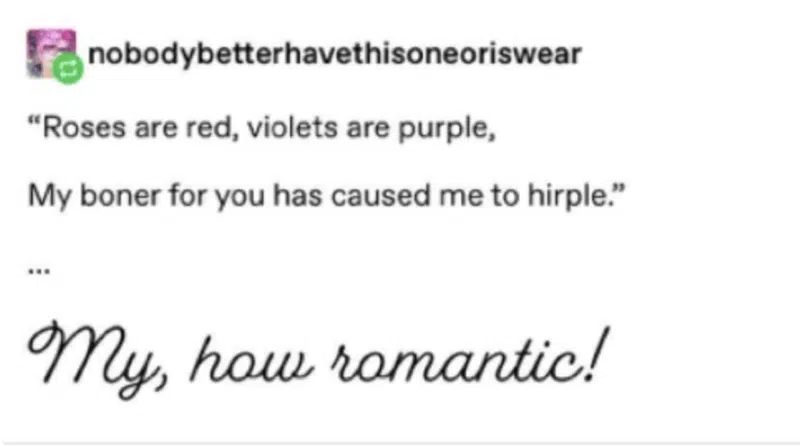 nobodybetterhavethisoneoriswear
“Roses are red, violets are purple,
My boner for you has caused me to hirple.”
...
My, how romantic!